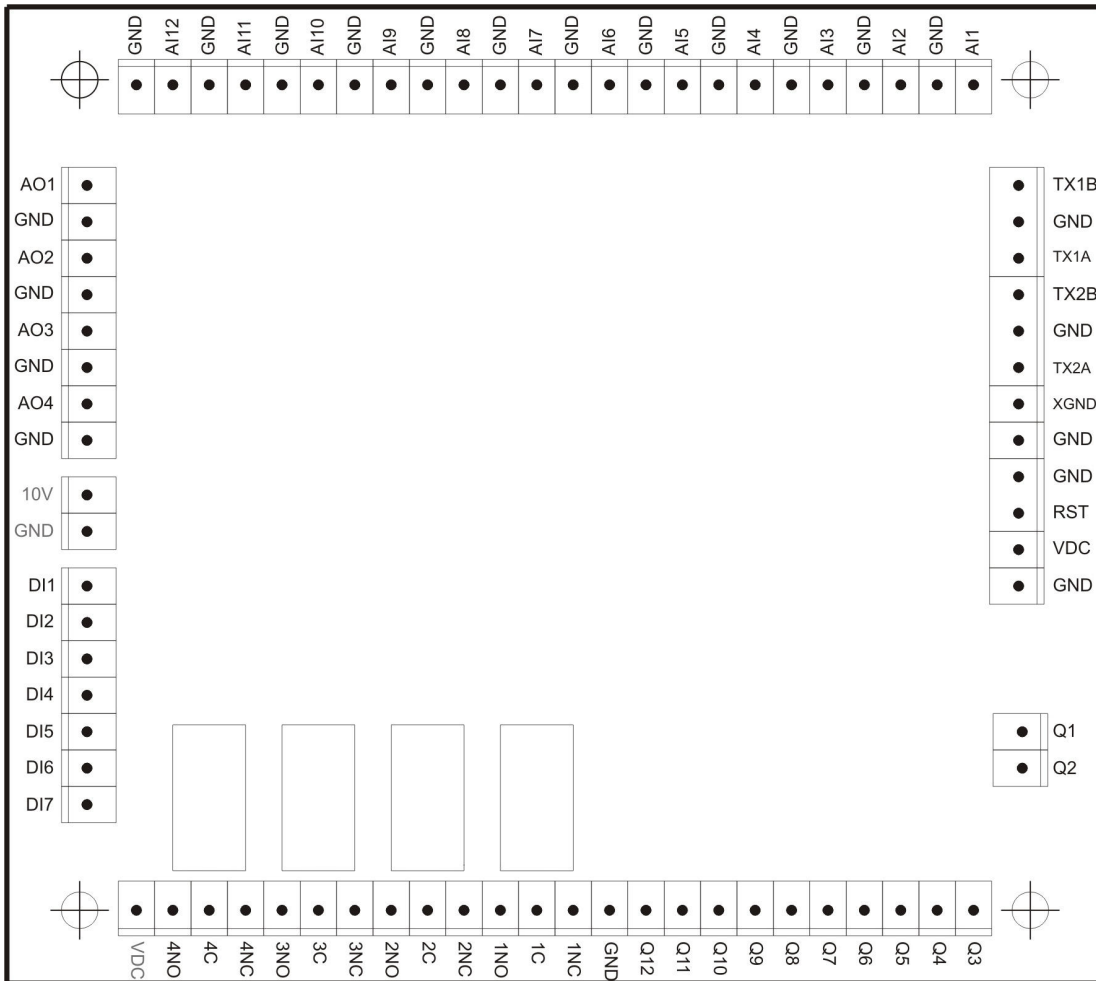 GND AI12 GND AI11 GND AI10 GND AI9 GND AI8 GND AI7 GND AI6 GND AI5 GND AI4 GND AI3 GND AI2 GND AI1
AO1
GND
AO2
GND
AO3
GND
AO4
GND
10V
GND
DI1
DI2
DI3
DI4
DI5
DI6
DI7
TX1B
GND
TX1A
TX2B
GND
TX2A
XGND
GND
GND
RST
VDC
GND
Q1
Q2
VDC 4NO 4C 4NC 3NO 3C 3NC 2NO 2C 2NC 1NO 1C 1NC GND Q12 Q11 Q10 Q9 Q8 Q7 Q6 Q5 Q4 Q3